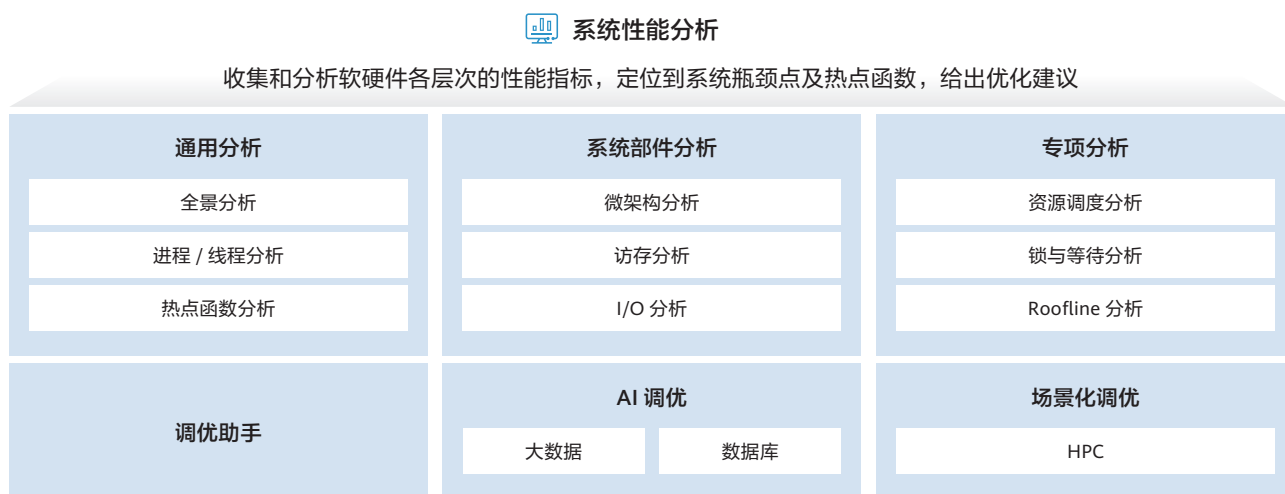 系统性能分析
收集和分析软硬件各层次的性能指标，定位到系统瓶颈点及热点函数，给出优化建议
通用分析
全景分析
进程 / 线程分析
热点函数分析
系统部件分析
微架构分析
访存分析
I/O 分析
专项分析
资源调度分析
锁与等待分析
Roofline 分析
调优助手
AI 调优
大数据
数据库
场景化调优
HPC